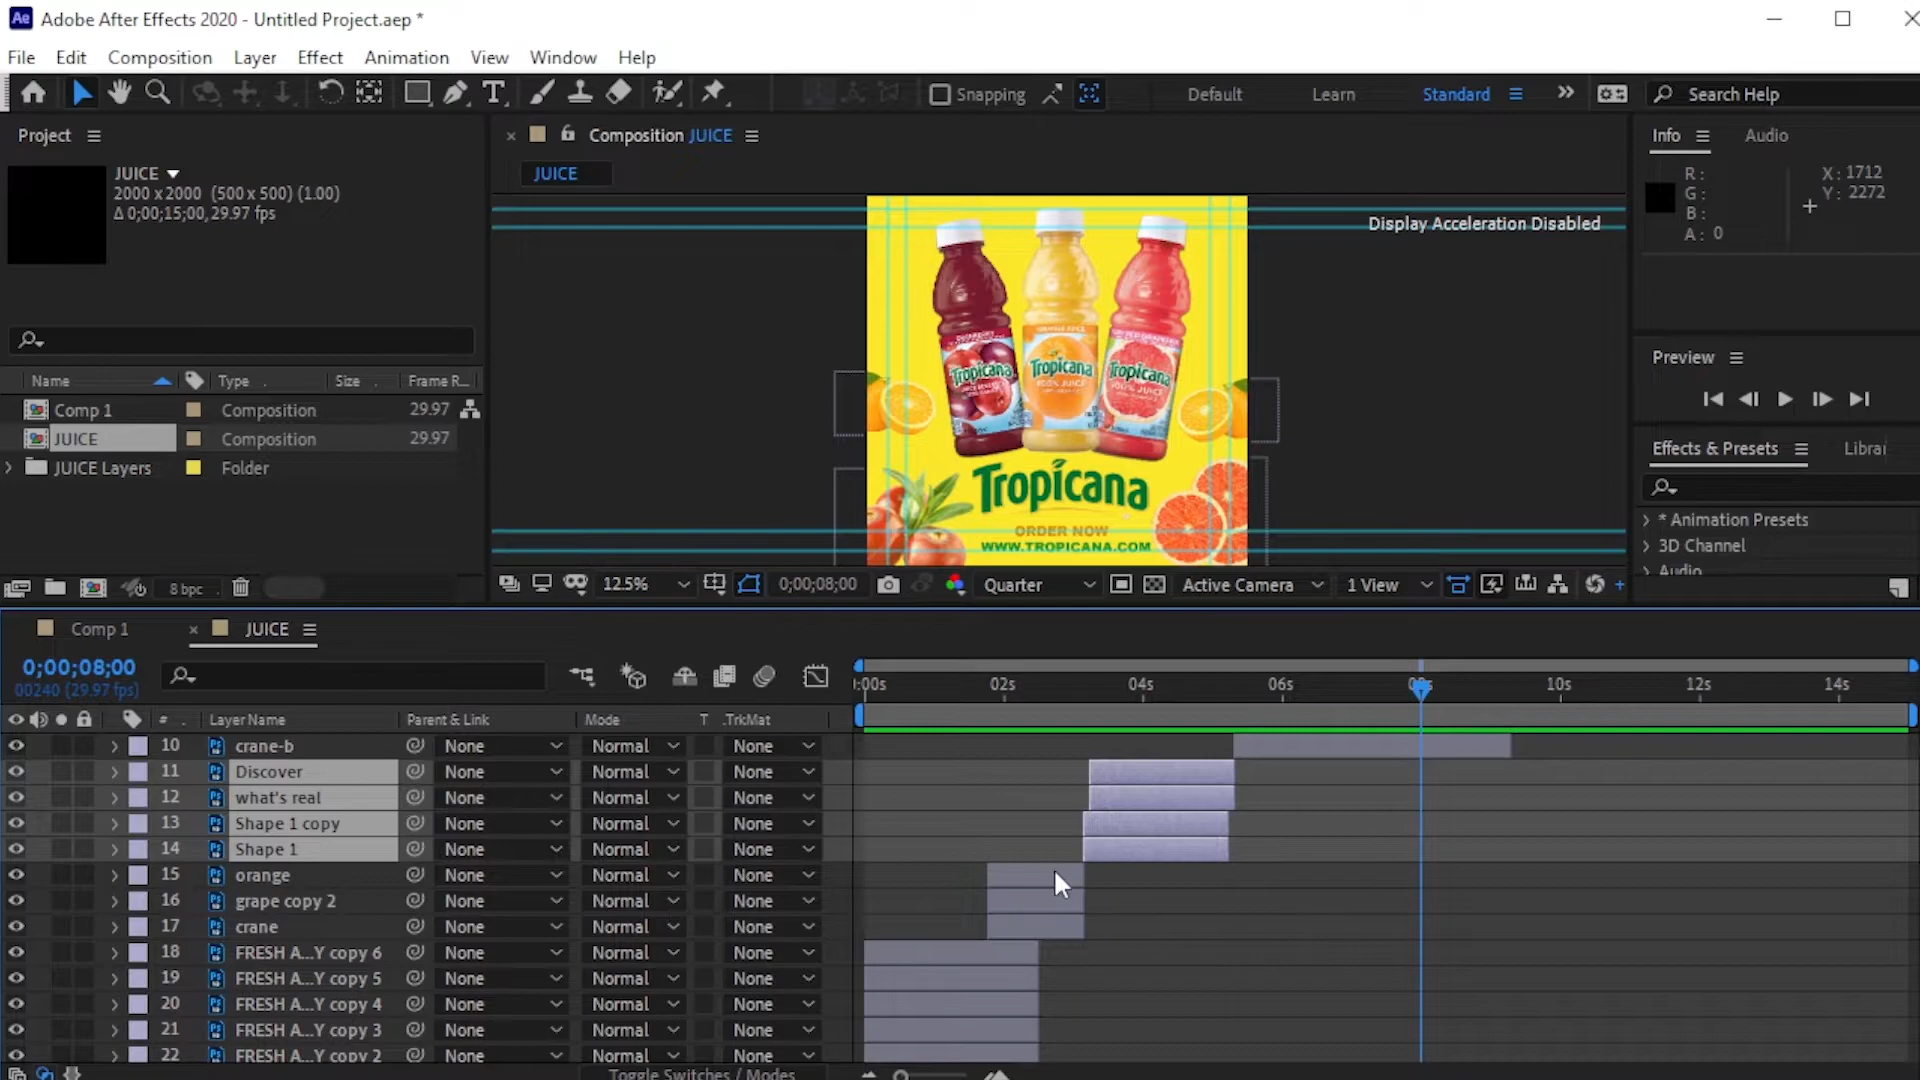 Ae Adobe After Effects 2020 - Untitled Project.aep *
File Edit Composition Layer Effect Animation View Window Help
Snapping Default Learn Standard Search Help
Project
JUICE
2000 x 2000 (500 x 500) (1.00)
Δ 0;00;15;00, 29.97 fps
Name Type Size Frame R...
Comp 1 Composition 29.97
JUICE Composition 29.97
JUICE Layers Folder
8 bpc
Composition JUICE
JUICE
Display Acceleration Disabled
Tropicana Tropicana Tropicana
Tropicana
ORDER NOW
WWW.TROPICANA.COM
12.5% 0;00;08;00 Quarter Active Camera 1 View
Info Audio
R: X: 1712
G: Y: 2272
B:
A: 0
Preview
Effects & Presets Librai
* Animation Presets
3D Channel
Audio
Comp 1 JUICE
0;00;08;00
00240 (29.97 fps)
:00s 02s 04s 06s 10s 12s 14s
# Layer Name Parent & Link Mode T .TrkMat
10 crane-b None Normal None
11 Discover None Normal None
12 what's real None Normal None
13 Shape 1 copy None Normal None
14 Shape 1 None Normal None
15 orange None Normal None
16 grape copy 2 None Normal None
17 crane None Normal None
18 FRESH A...Y copy 6 None Normal None
19 FRESH A...Y copy 5 None Normal None
20 FRESH A...Y copy 4 None Normal None
21 FRESH A...Y copy 3 None Normal None
22 FRESH A...Y copy 2 None Normal None
Toggle Switches / Modes